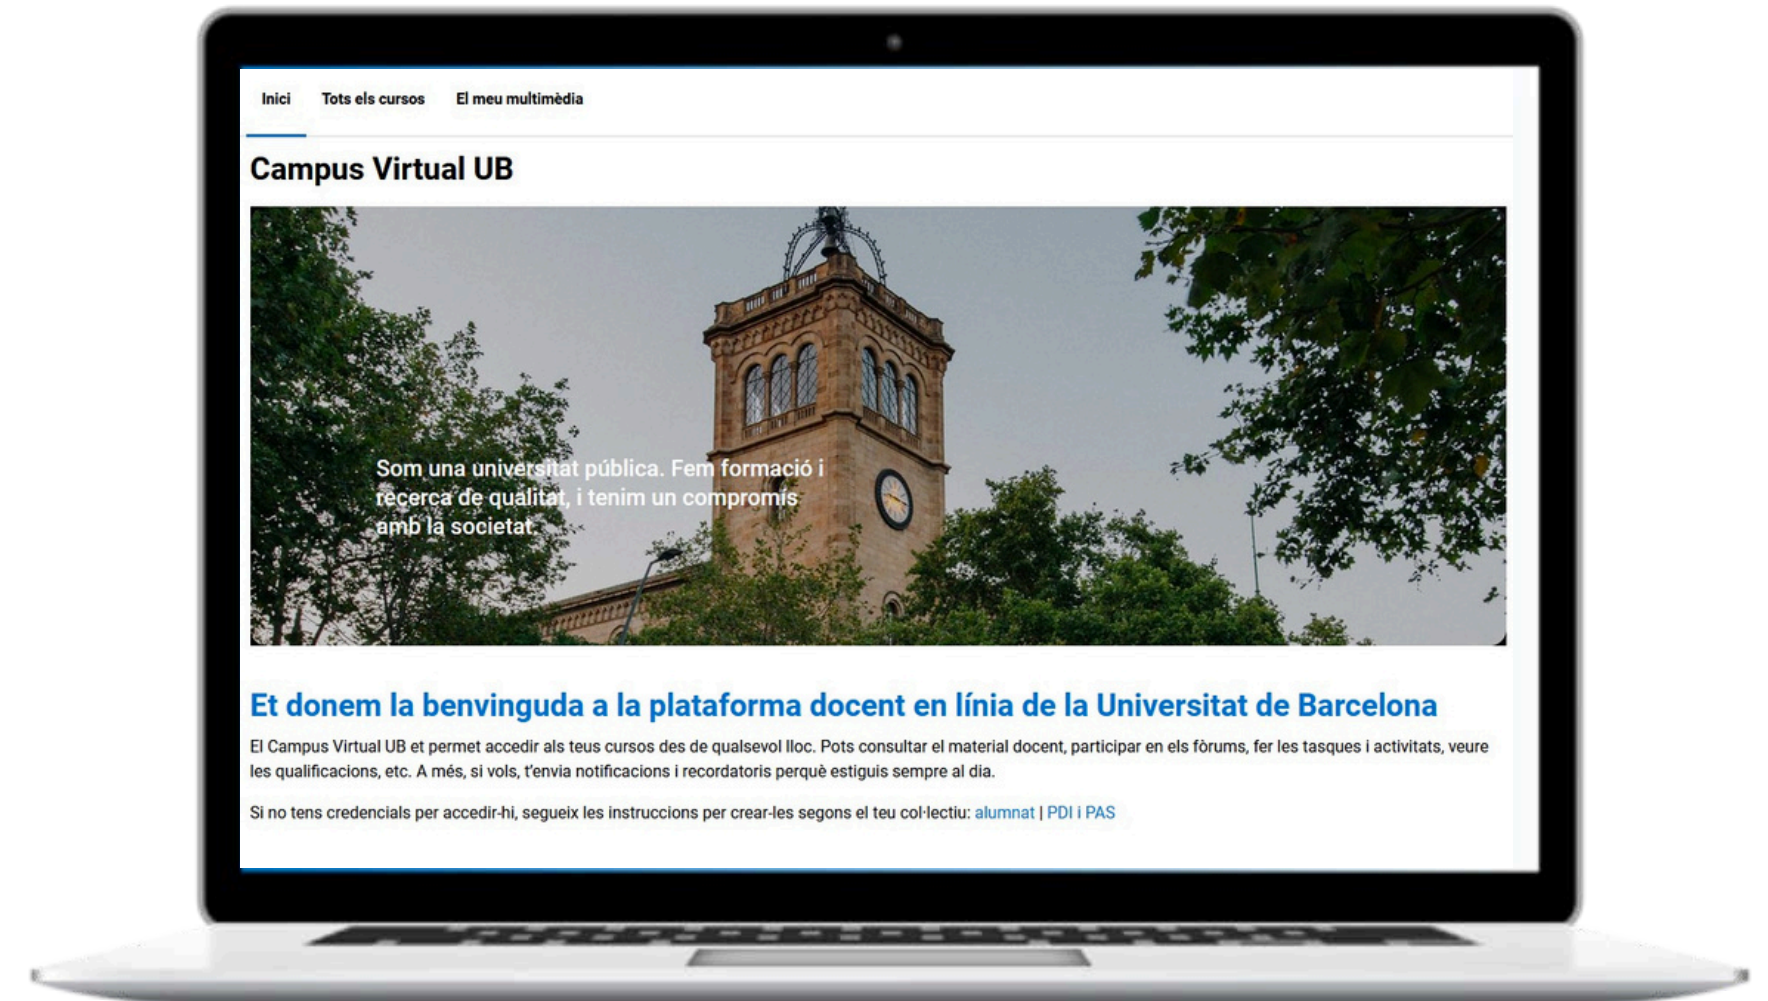 Inici Tots els cursos El meu multimèdia
Campus Virtual UB
Som una universitat pública. Fem formació i
recerca de qualitat, i tenim un compromís
amb la societat.
Et donem la benvinguda a la plataforma docent en línia de la Universitat de Barcelona
El Campus Virtual UB et permet accedir als teus cursos des de qualsevol lloc. Pots consultar el material docent, participar en els fòrums, fer les tasques i activitats, veure
les qualificacions, etc. A més, si vols, t'envia notificacions i recordatoris perquè estiguis sempre al dia.
Si no tens credencials per accedir-hi, segueix les instruccions per crear-les segons el teu col·lectiu: alumnat | PDI i PAS